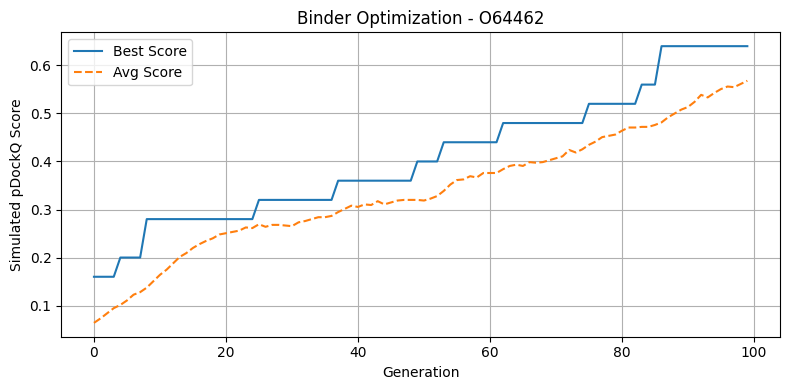 Binder Optimization - O64462
Best Score
Avg Score
Simulated pDockQ Score
0.6
0.5
0.4
0.3
0.2
0.1
0 20 40 60 80 100
Generation